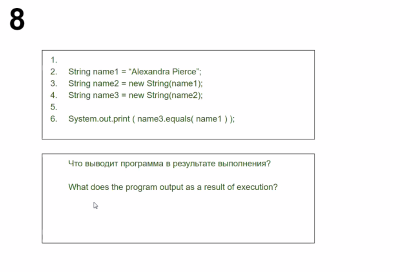 8
1.
2. String name1 = "Alexandra Pierce";
3. String name2 = new String(name1);
4. String name3 = new String(name2);
5.
6. System.out.print ( name3.equals( name1 ) );
Что выводит программа в результате выполнения?
What does the program output as a result of execution?